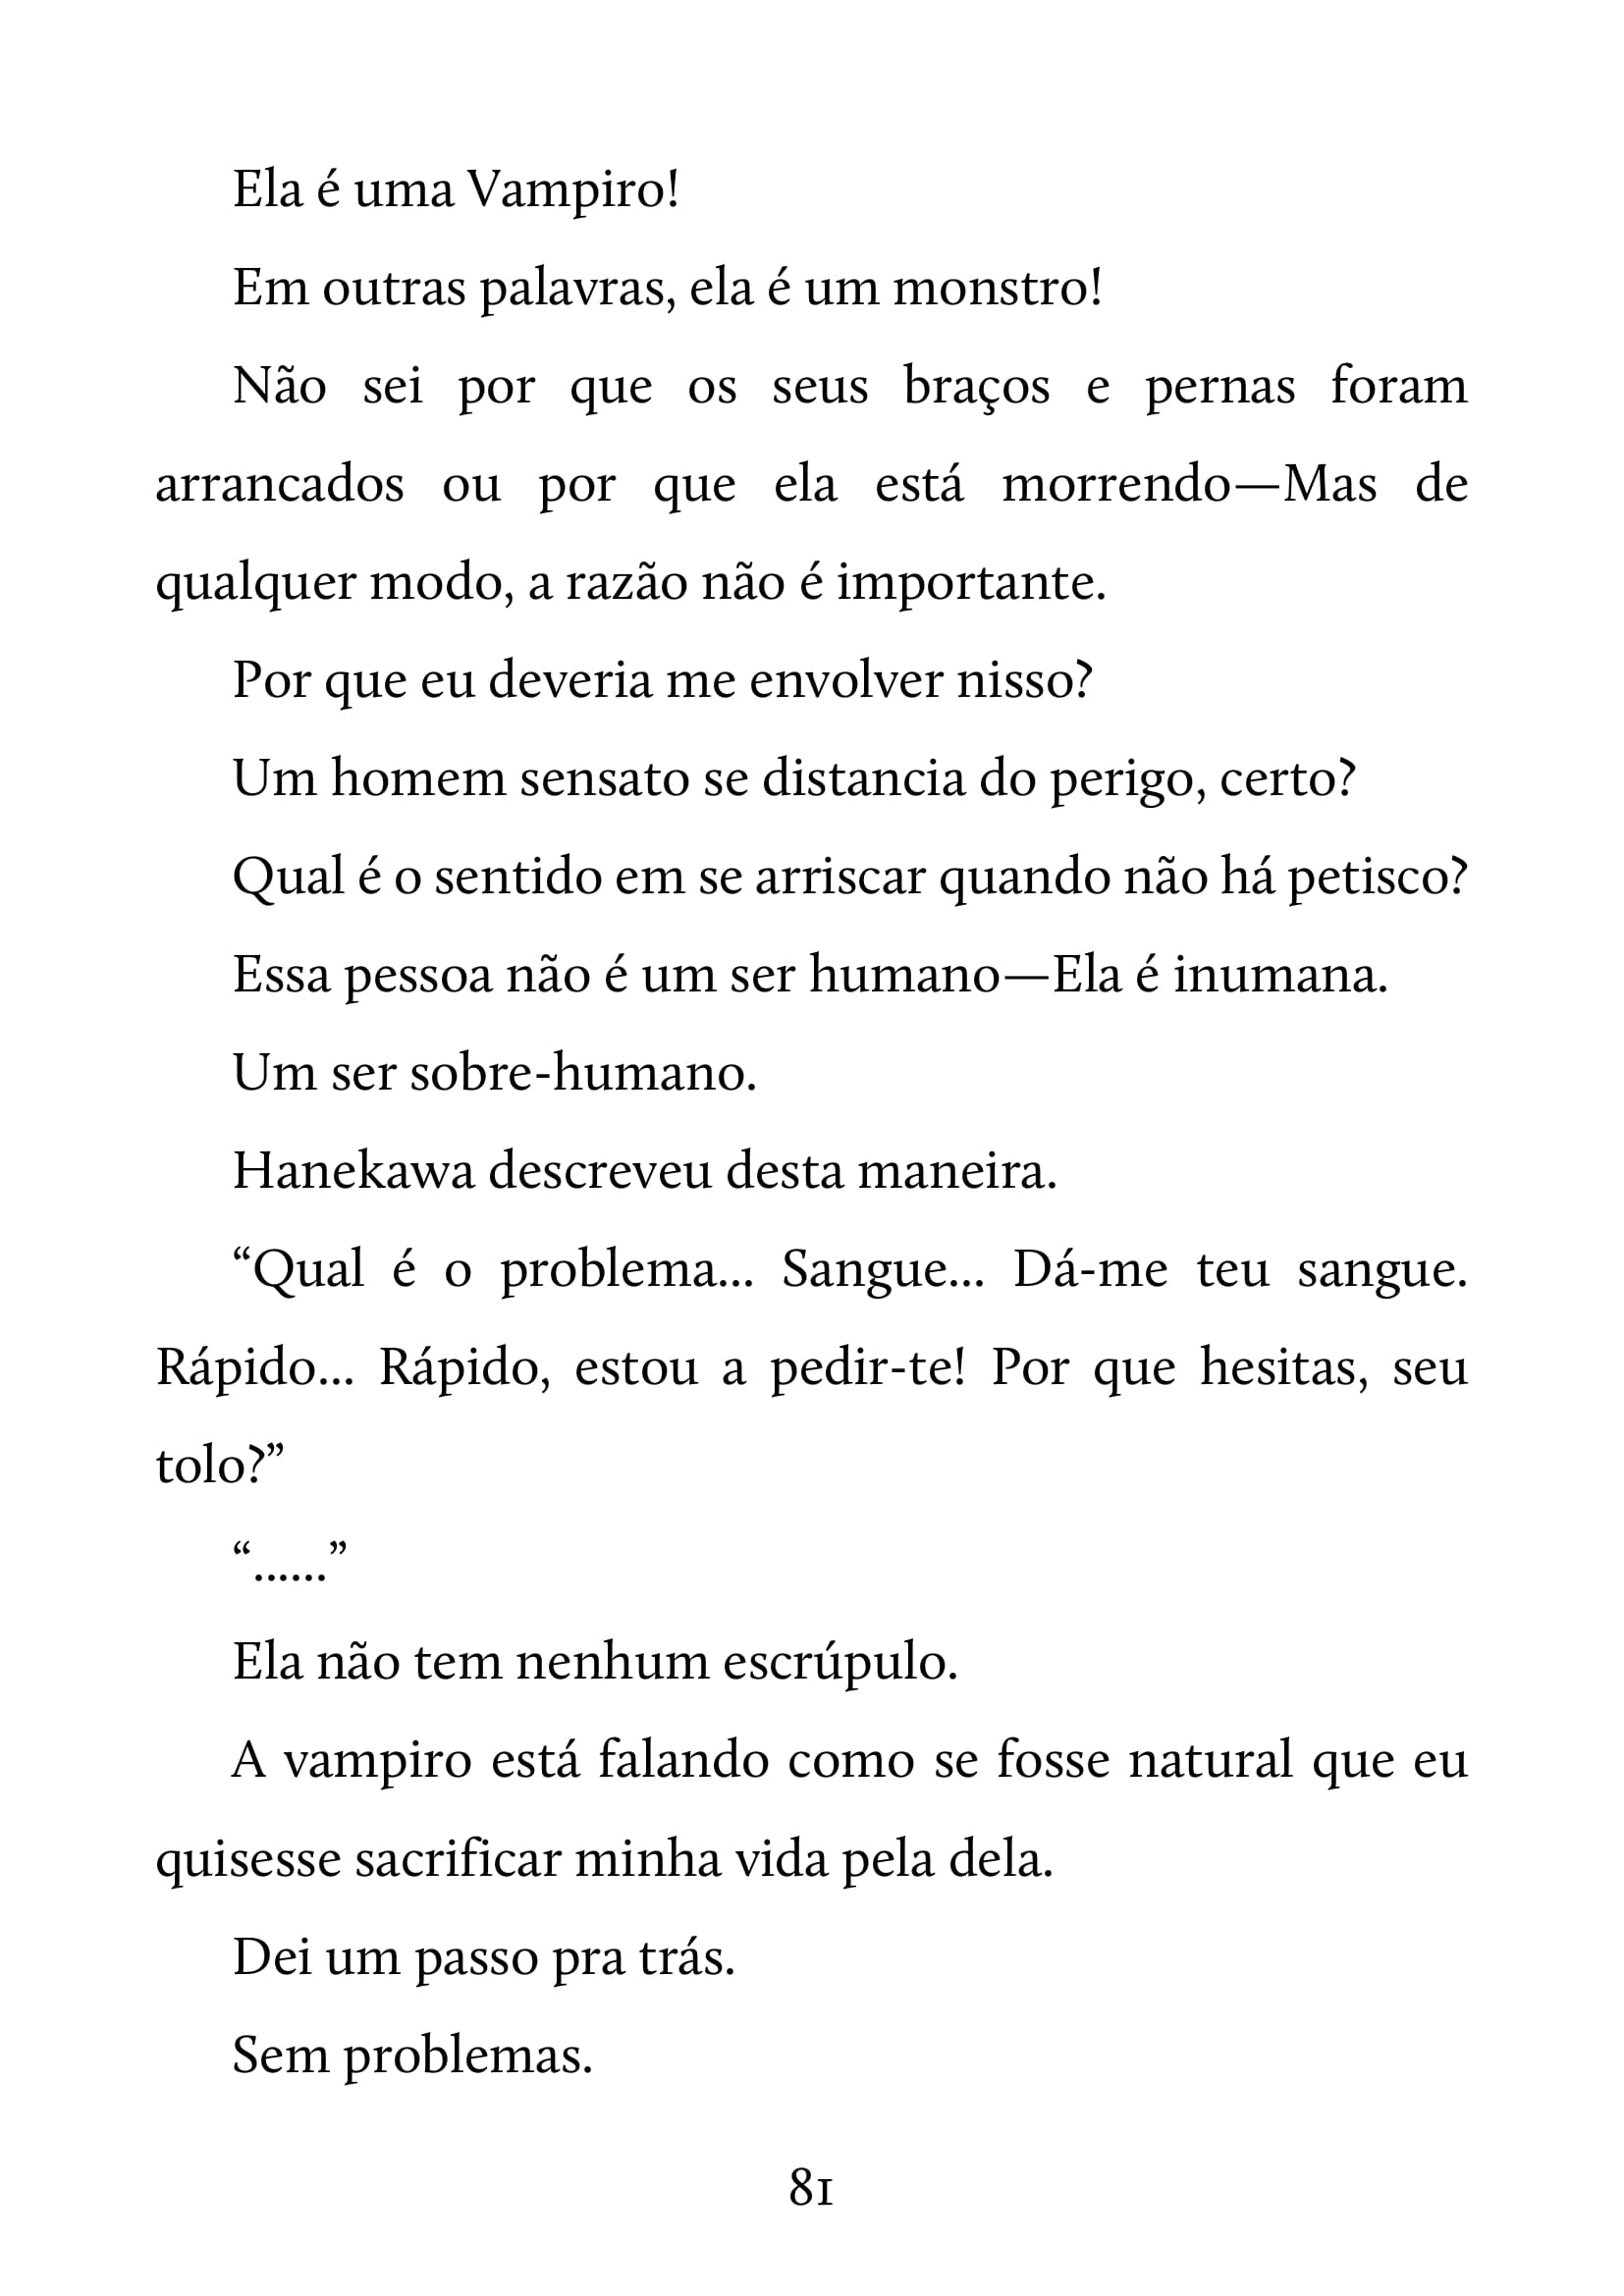 Ela é uma Vampiro!
Em outras palavras, ela é um monstro!
Não sei por que os seus braços e pernas foram
arrancados ou por que ela está morrendo—Mas de
qualquer modo, a razão não é importante.
Por que eu deveria me envolver nisso?
Um homem sensato se distancia do perigo, certo?
Qual é o sentido em se arriscar quando não há petisco?
Essa pessoa não é um ser humano—Ela é inumana.
Um ser sobre-humano.
Hanekawa descreveu desta maneira.
“Qual é o problema... Sangue... Dá-me teu sangue.
Rápido... Rápido, estou a pedir-te! Por que hesitas, seu
tolo?”
“......”
Ela não tem nenhum escrúpulo.
A vampiro está falando como se fosse natural que eu
quisesse sacrificar minha vida pela dela.
Dei um passo pra trás.
Sem problemas.
81